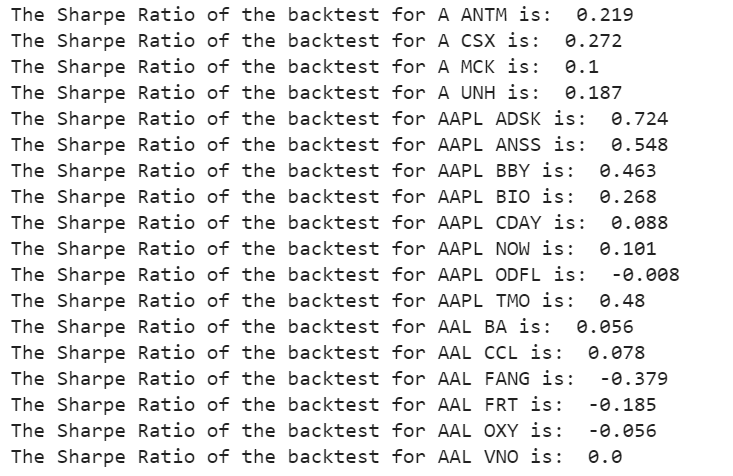 The Sharpe Ratio of the backtest for A ANTM is:  0.219
The Sharpe Ratio of the backtest for A CSX is:  0.272
The Sharpe Ratio of the backtest for A MCK is:  0.1
The Sharpe Ratio of the backtest for A UNH is:  0.187
The Sharpe Ratio of the backtest for AAPL ADSK is:  0.724
The Sharpe Ratio of the backtest for AAPL ANSS is:  0.548
The Sharpe Ratio of the backtest for AAPL BBY is:  0.463
The Sharpe Ratio of the backtest for AAPL BIO is:  0.268
The Sharpe Ratio of the backtest for AAPL CDAY is:  0.088
The Sharpe Ratio of the backtest for AAPL NOW is:  0.101
The Sharpe Ratio of the backtest for AAPL ODFL is:  -0.008
The Sharpe Ratio of the backtest for AAPL TMO is:  0.48
The Sharpe Ratio of the backtest for AAL BA is:  0.056
The Sharpe Ratio of the backtest for AAL CCL is:  0.078
The Sharpe Ratio of the backtest for AAL FANG is:  -0.379
The Sharpe Ratio of the backtest for AAL FRT is:  -0.185
The Sharpe Ratio of the backtest for AAL OXY is:  -0.056
The Sharpe Ratio of the backtest for AAL VNO is:  0.0